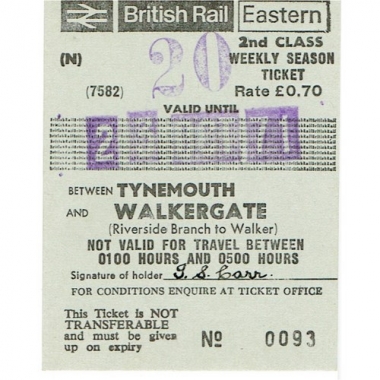 British Rail Eastern
2nd CLASS
(N) 20 WEEKLY SEASON
TICKET
(7582) Rate £0.70
VALID UNTIL
BETWEEN TYNEMOUTH
AND WALKERGATE
(Riverside Branch to Walker)
NOT VALID FOR TRAVEL BETWEEN
0100 HOURS AND 0500 HOURS
Signature of holder G. S. Carr.
FOR CONDITIONS ENQUIRE AT TICKET OFFICE
This Ticket is NOT
TRANSFERABLE
and must be given
up on expiry
Nº 0093